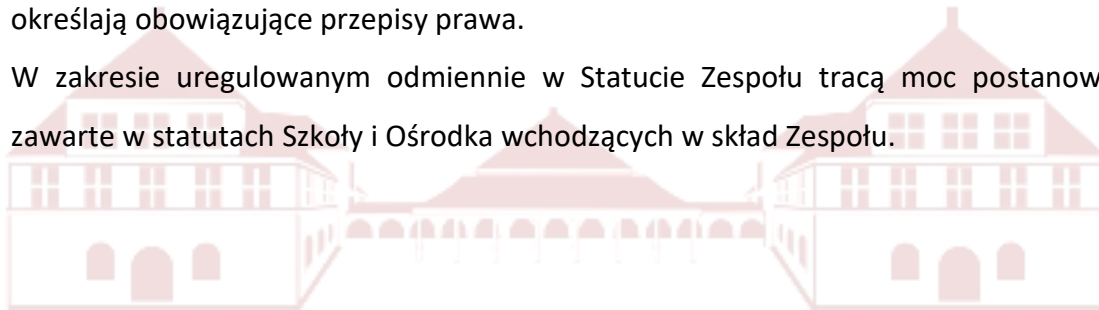 określają obowiązujące przepisy prawa.
W zakresie uregulowanym odmiennie w Statucie Zespołu tracą moc postanow
zawarte w statutach Szkoły i Ośrodka wchodzących w skład Zespołu.